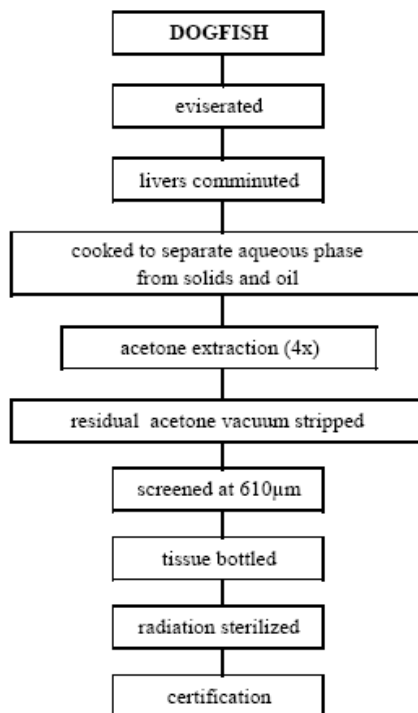 DOGFISH
eviserated
livers comminuted
cooked to separate aqueous phase
from solids and oil
acetone extraction (4x)
residual acetone vacuum stripped
screened at 610µm
tissue bottled
radiation sterilized
certification